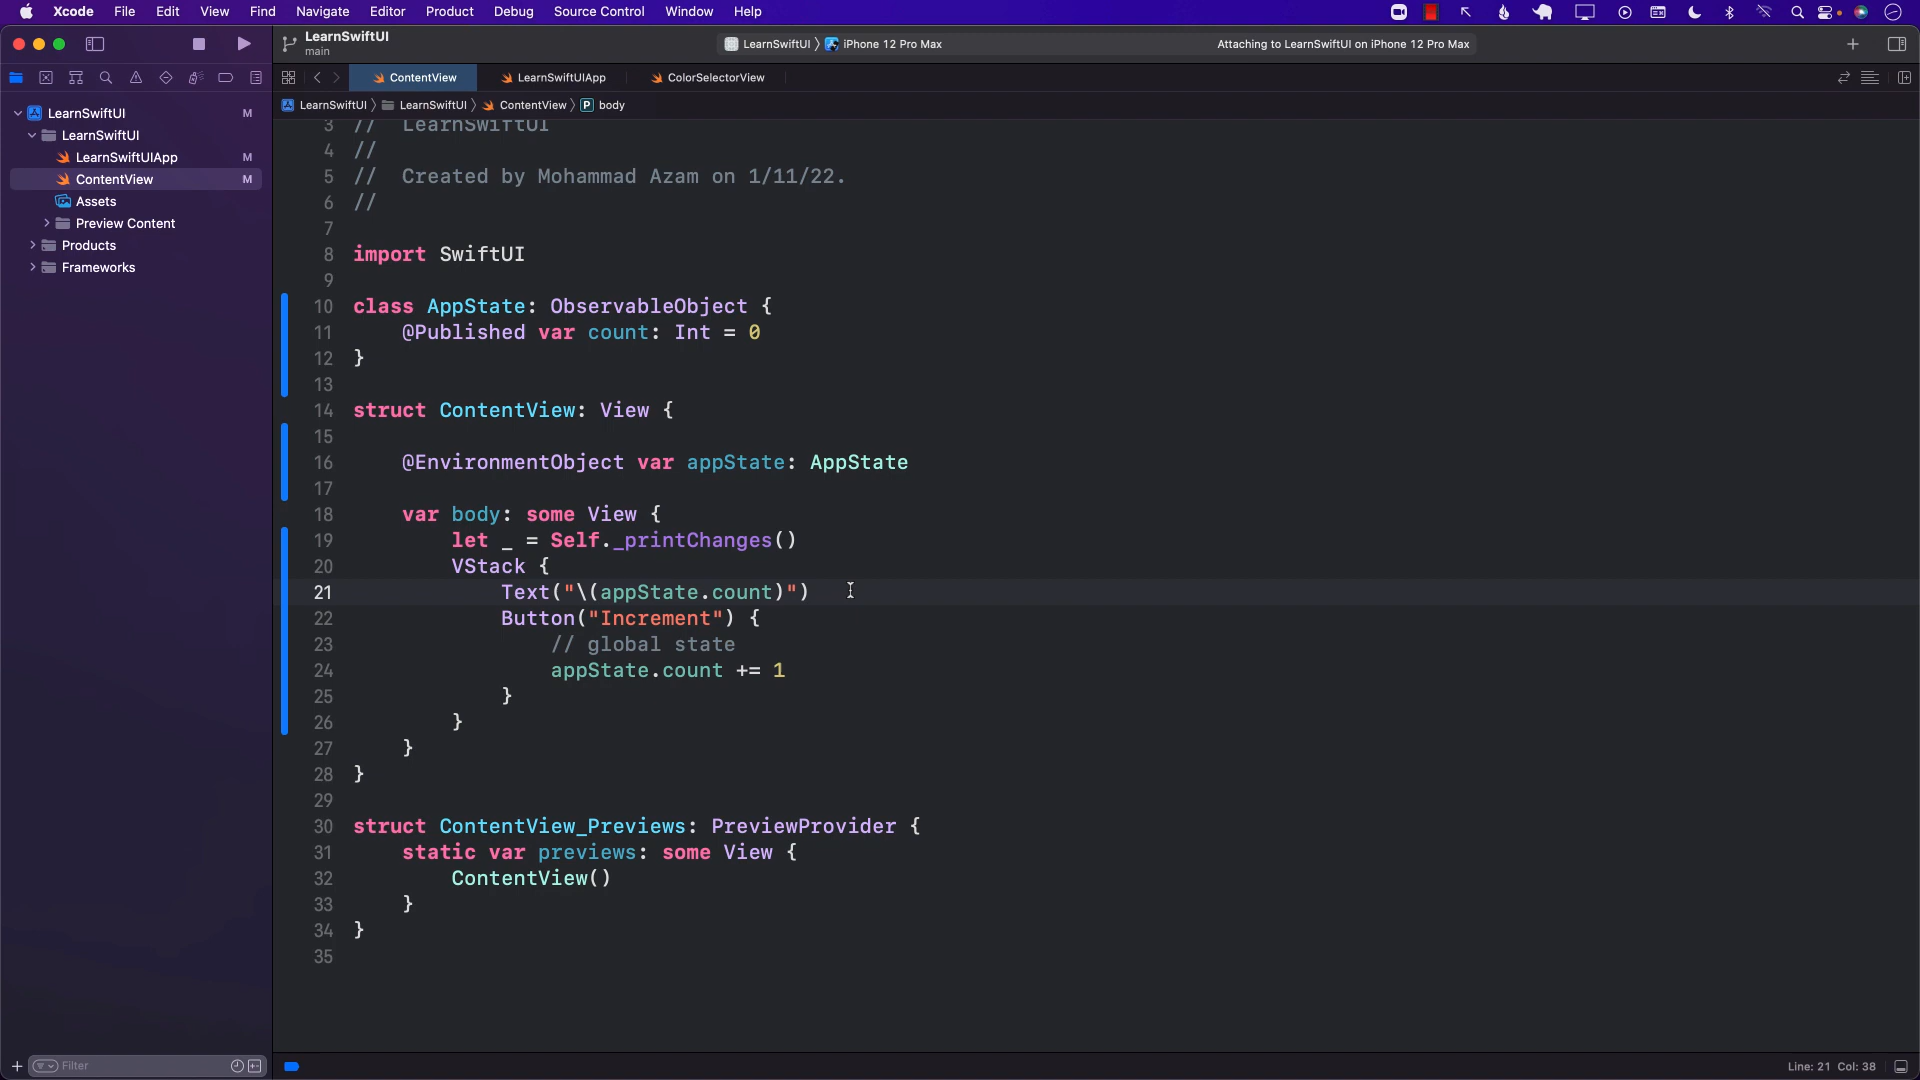 Xcode File Edit View Find Navigate Editor Product Debug Source Control Window Help
LearnSwiftUI
main
LearnSwiftUI 〉 iPhone 12 Pro Max
Attaching to LearnSwiftUI on iPhone 12 Pro Max
ContentView
LearnSwiftUIApp
ColorSelectorView
LearnSwiftUI 〉 LearnSwiftUI 〉 ContentView 〉 P body
LearnSwiftUI M
LearnSwiftUI
LearnSwiftUIApp M
ContentView M
Assets
Preview Content
Products
Frameworks
3 //  LearnSwiftUI
4 //
5 //  Created by Mohammad Azam on 1/11/22.
6 //
7
8 import SwiftUI
9
10 class AppState: ObservableObject {
11     @Published var count: Int = 0
12 }
13
14 struct ContentView: View {
15
16     @EnvironmentObject var appState: AppState
17
18     var body: some View {
19         let _ = Self._printChanges()
20         VStack {
21             Text("\(appState.count)")
22             Button("Increment") {
23                 // global state
24                 appState.count += 1
25             }
26         }
27     }
28 }
29
30 struct ContentView_Previews: PreviewProvider {
31     static var previews: some View {
32         ContentView()
33     }
34 }
35
Filter
Line: 21 Col: 38